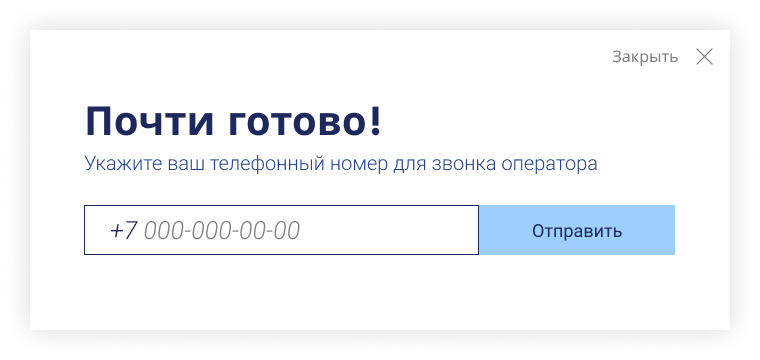 Закрыть
Почти готово!
Укажите ваш телефонный номер для звонка оператора
+7 000-000-00-00
Отправить